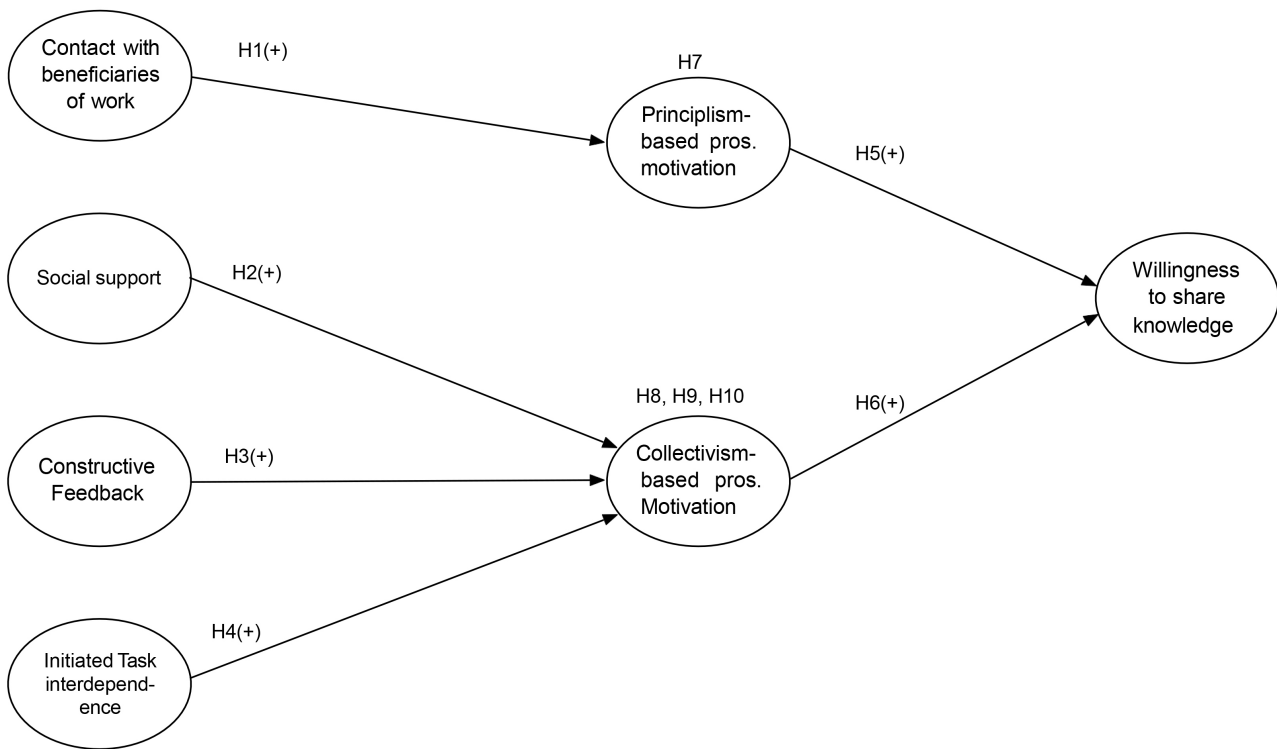 Contact with
beneficiaries
of work
H1(+)
H7
Principlism-
based pros.
motivation
H5(+)
Social support
H2(+)
Willingness
to share
knowledge
H8, H9, H10
H6(+)
Constructive
Feedback
H3(+)
Collectivism-
based pros.
Motivation
H4(+)
Initiated Task
interdepend-
ence